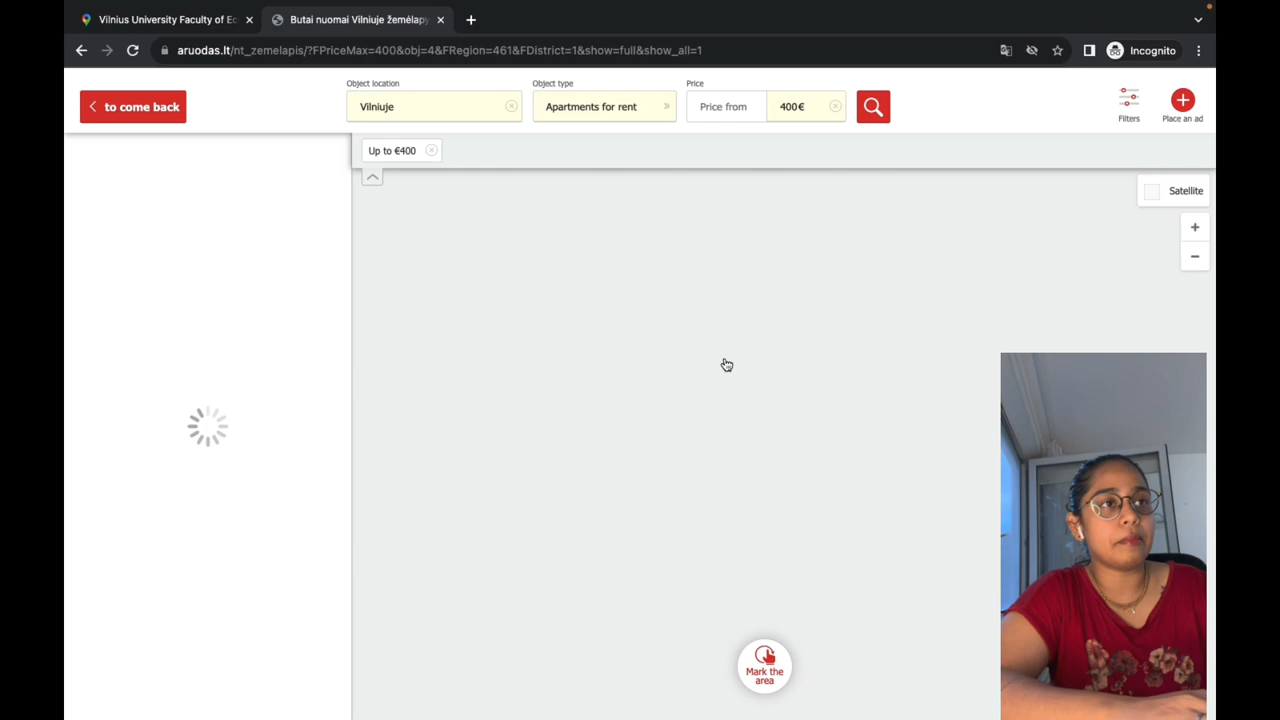 Vilnius University Faculty of Ec
Butai nuomai Vilniuje žemėlapy
aruodas.lt/nt_zemelapis/?FPriceMax=400&obj=4&FRegion=461&FDistrict=1&show=full&show_all=1
Incognito
to come back
Object location
Vilniuje
Object type
Apartments for rent
Price
Price from
400€
Filters
Place an ad
Up to €400
Satellite
Mark the
area